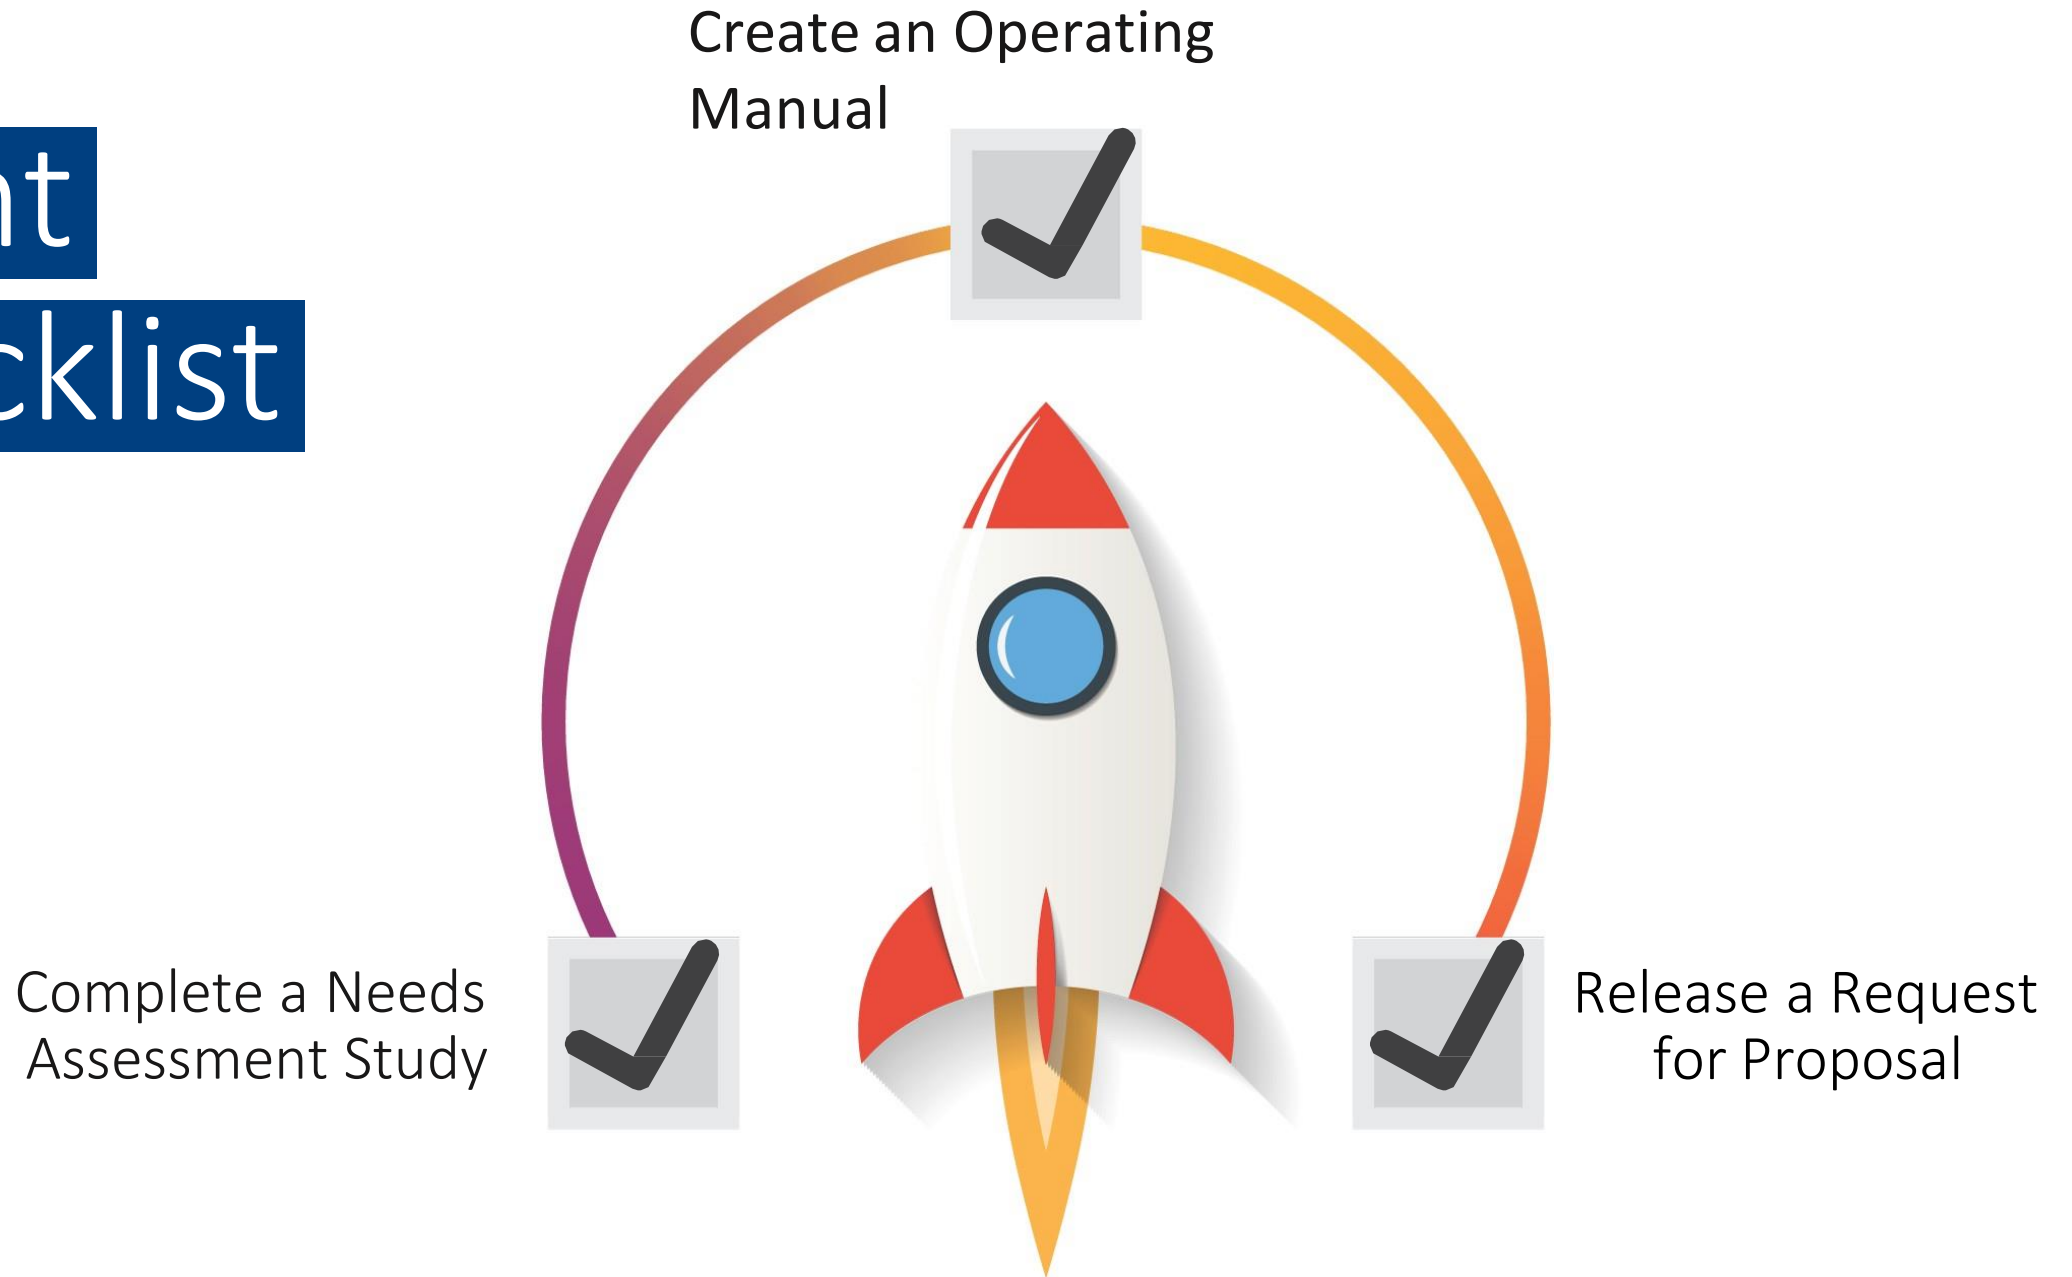 Create an Operating
Manual
nt
cklist
Complete a Needs
Assessment Study
Release a Request
for Proposal